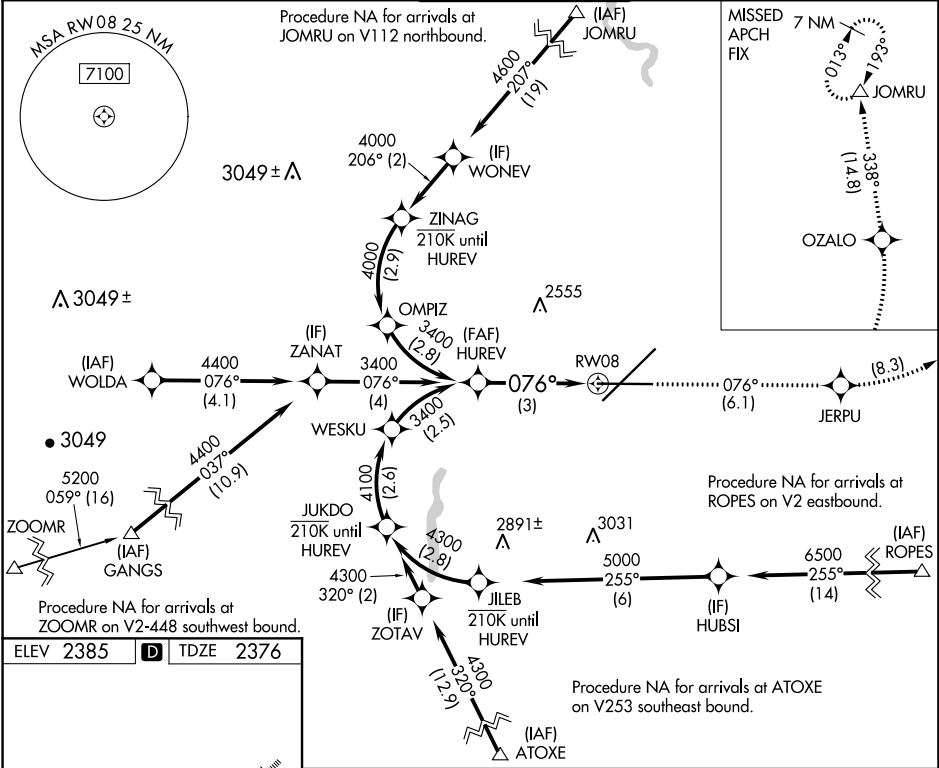 MSA RW08 25 NM
7100
Procedure NA for arrivals at
JOMRU on V112 northbound.
(IAF)
JOMRU
4600
207°
(19)
MISSED
APCH
FIX
7 NM
013°
193°
JOMRU
338°
(14.8)
OZALO
3049±
4000
206° (2)
(IF)
WONEV
ZINAG
210K until
HUREV
4000
(2.9)
3049±
OMPIZ
3400
(2.8)
2555
(IAF)
WOLDA
4400
076°
(4.1)
(IF)
ZANAT
3400
076°
(4)
(FAF)
HUREV
076°
(3)
RW08
076°
(6.1)
JERPU
(8.3)
WESKU
3400
(2.5)
3049
4400
037°
(10.9)
5200
059° (16)
ZOOMR
(IAF)
GANGS
4100
(2.6)
JUKDO
210K until
HUREV
4300
(2.8)
4300
320° (2)
2891±
3031
Procedure NA for arrivals at
ROPES on V2 eastbound.
(IAF)
ROPES
6500
255°
(14)
5000
255°
(6)
(IF)
HUBSI
JILEB
210K until
HUREV
(IF)
ZOTAV
Procedure NA for arrivals at
ZOOMR on V2-448 southwest bound.
4300
320°
(12.9)
(IAF)
ATOXE
Procedure NA for arrivals at ATOXE
on V253 southeast bound.
ELEV 2385 D TDZE 2376